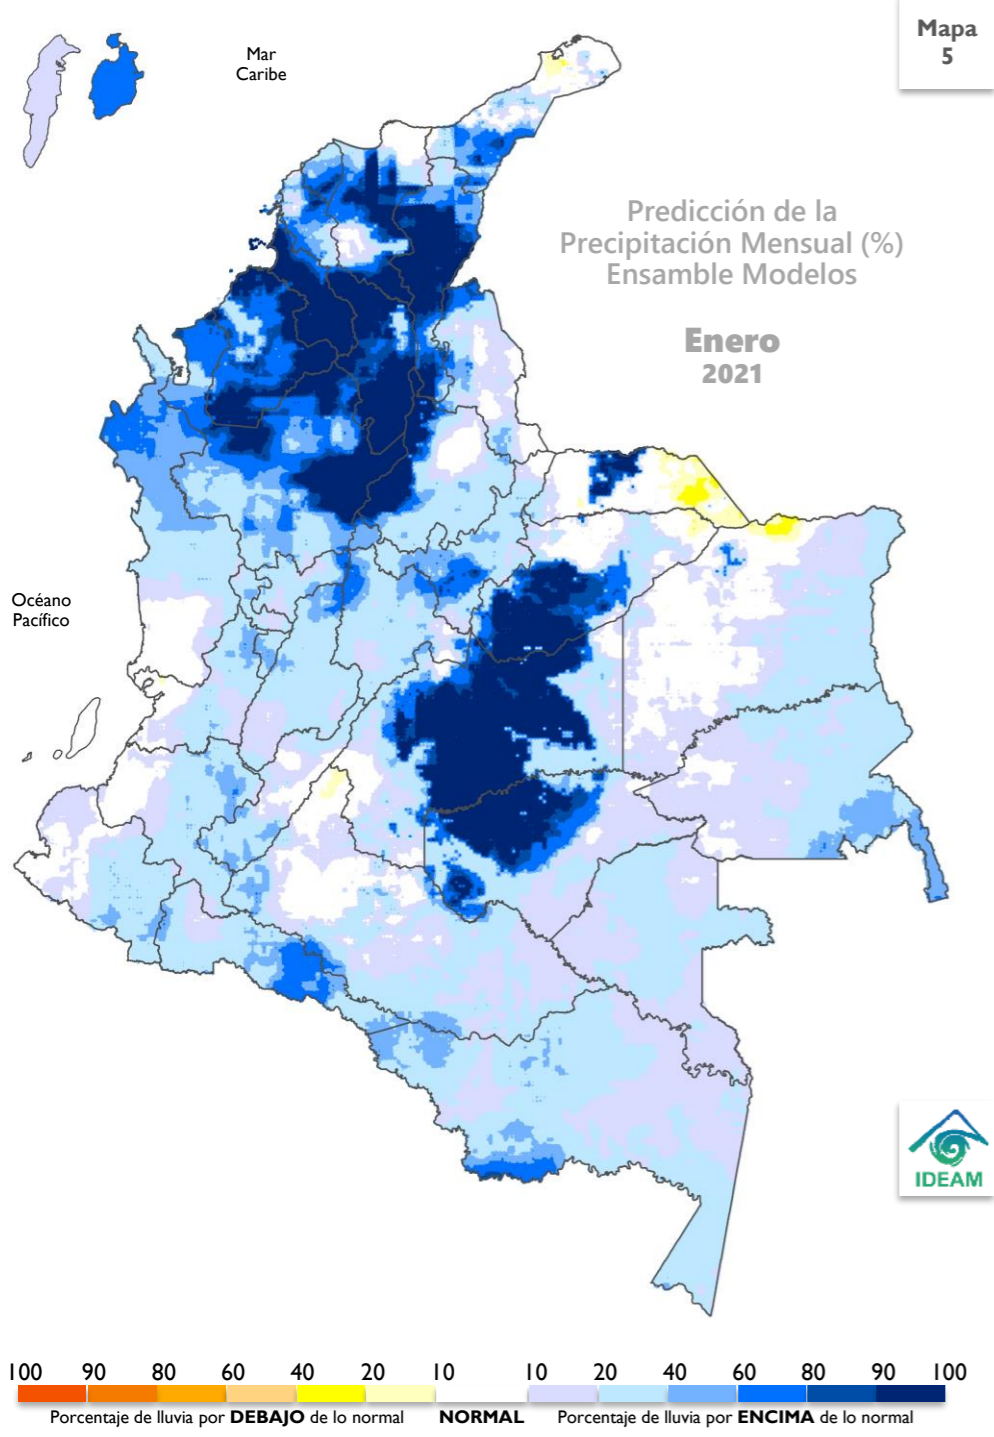 Mapa
5
Mar
Caribe
Predicción de la
Precipitación Mensual (%)
Ensamble Modelos
Enero
2021
Océano
Pacífico
IDEAM
100 90 80 60 40 20 10 10 20 40 60 80 90 100
Porcentaje de lluvia por DEBAJO de lo normal NORMAL Porcentaje de lluvia por ENCIMA de lo normal